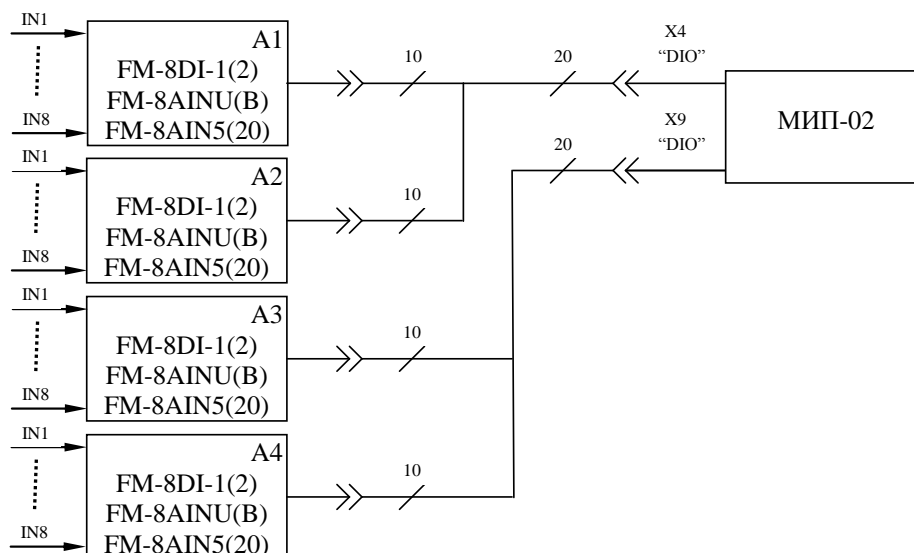 IN1
A1
FM-8DI-1(2)
FM-8AINU(B)
FM-8AIN5(20)
IN8
10
20
X4
“DIO”
МИП-02
X9
“DIO”
20
IN1
A2
FM-8DI-1(2)
FM-8AINU(B)
FM-8AIN5(20)
IN8
10
IN1
A3
FM-8DI-1(2)
FM-8AINU(B)
FM-8AIN5(20)
IN8
10
IN1
A4
FM-8DI-1(2)
FM-8AINU(B)
FM-8AIN5(20)
IN8
10